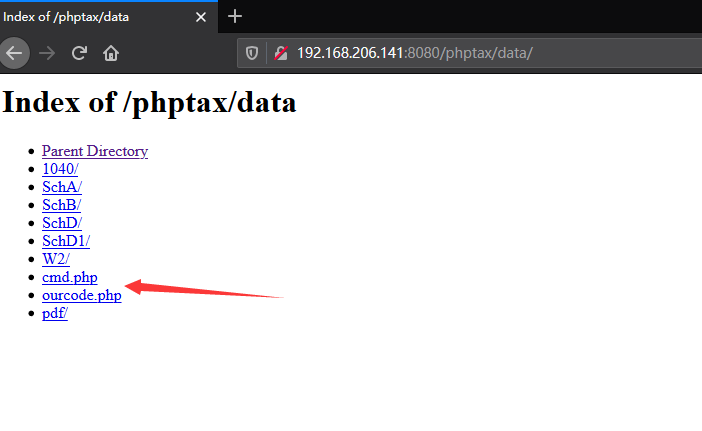 Index of /phptax/data
192.168.206.141:8080/phptax/data/
Index of /phptax/data
Parent Directory
1040/
SchA/
SchB/
SchD/
SchD1/
W2/
cmd.php
ourcode.php
pdf/